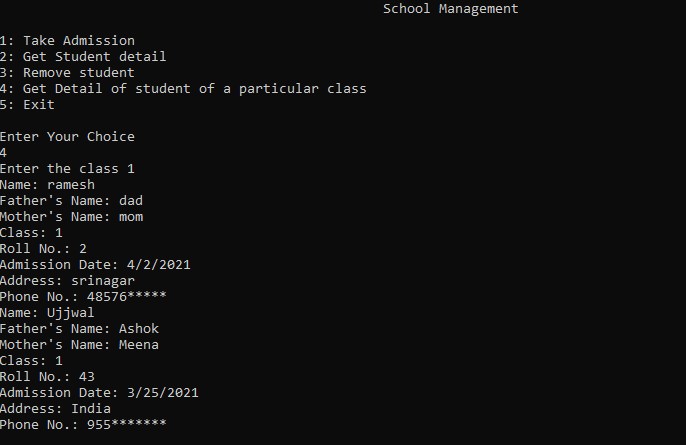 School Management
1: Take Admission
2: Get Student detail
3: Remove student
4: Get Detail of student of a particular class
5: Exit
Enter Your Choice
4
Enter the class 1
Name: ramesh
Father's Name: dad
Mother's Name: mom
Class: 1
Roll No.: 2
Admission Date: 4/2/2021
Address: srinagar
Phone No.: 48576*****
Name: Ujjwal
Father's Name: Ashok
Mother's Name: Meena
Class: 1
Roll No.: 43
Admission Date: 3/25/2021
Address: India
Phone No.: 955*******